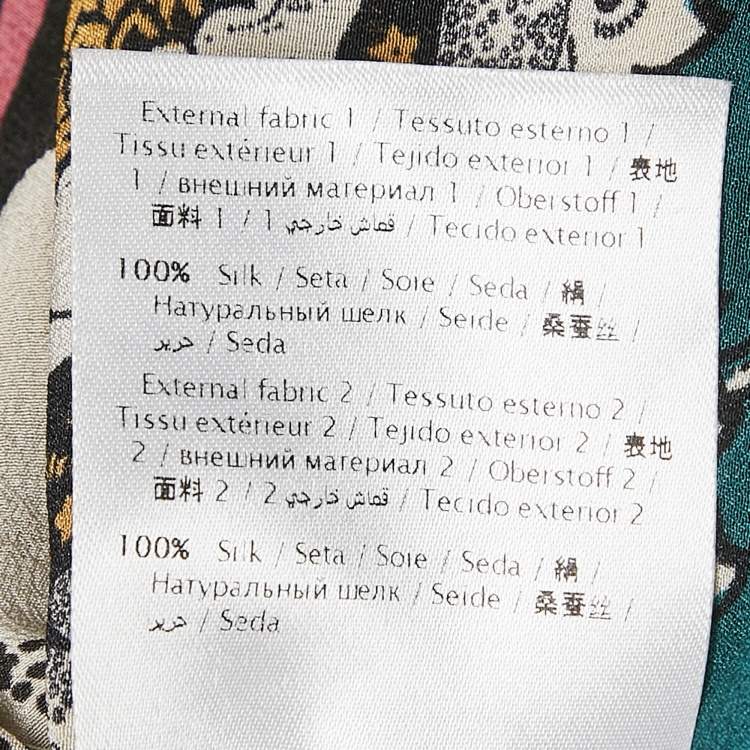 External fabric 1 / Tessuto esterno 1 /
Tissu extérieur 1 / Tejido exterior 1 / 表地
1 / внешний материал 1 / Oberstoff 1 /
面料 1 / 1 قماش خارجي / Tecido exterior 1
100% Silk / Seta / Soie / Seda / 絹 /
Натуральный шелк / Seide / 桑蚕丝 /
حرير / Seda
External fabric 2 / Tessuto esterno 2 /
Tissu extérieur 2 / Tejido exterior 2 / 表地
2 / внешний материал 2 / Oberstoff 2 /
面料 2 / 2 قماش خارجي / Tecido exterior 2
100% Silk / Seta / Soie / Seda / 絹 /
Натуральный шелк / Seide / 桑蚕丝 /
حرير / Seda